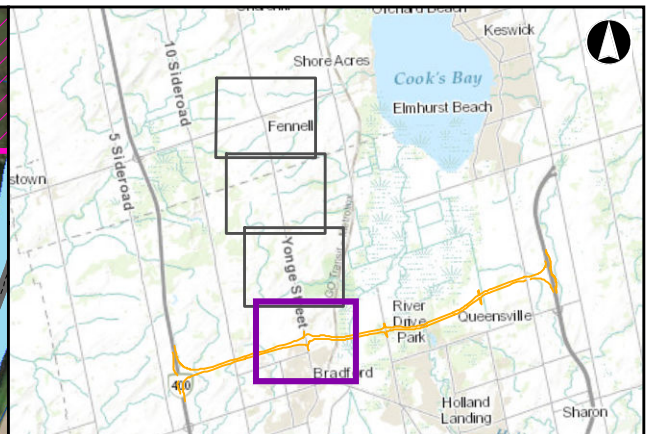 Keswick
Shore Acres
10 Sideroad
Cook's Bay
Elmhurst Beach
Fennell
5 Sideroad
stown
Yonge Street
River
Drive
Park
Queensville
400
Bradford
Holland
Landing
Sharon